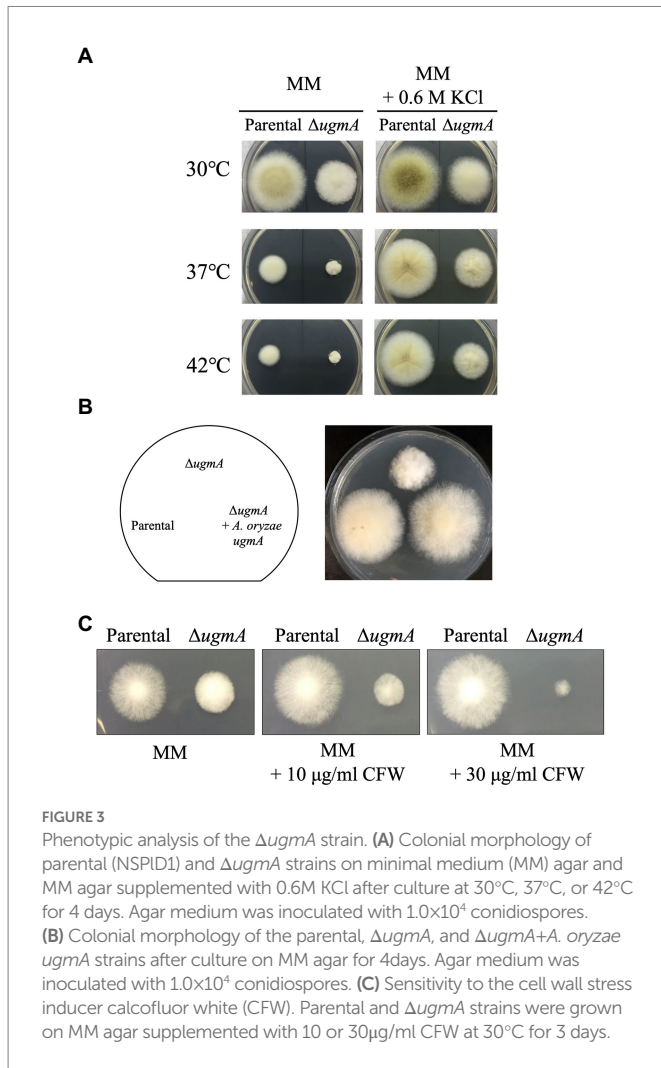 A
MM
MM
+ 0.6 M KCl
Parental ΔugmA
Parental ΔugmA
30°C
37°C
42°C
B
ΔugmA
Parental
ΔugmA
+ A. oryzae
ugmA
C
Parental ΔugmA
Parental ΔugmA
Parental ΔugmA
MM
MM
+ 10 μg/ml CFW
MM
+ 30 μg/ml CFW
FIGURE 3
Phenotypic analysis of the ΔugmA strain. (A) Colonial morphology of
parental (NSPlD1) and ΔugmA strains on minimal medium (MM) agar and
MM agar supplemented with 0.6M KCl after culture at 30°C, 37°C, or 42°C
for 4 days. Agar medium was inoculated with 1.0×10⁴ conidiospores.
(B) Colonial morphology of the parental, ΔugmA, and ΔugmA+A. oryzae
ugmA strains after culture on MM agar for 4days. Agar medium was
inoculated with 1.0×10⁴ conidiospores. (C) Sensitivity to the cell wall stress
inducer calcofluor white (CFW). Parental and ΔugmA strains were grown
on MM agar supplemented with 10 or 30μg/ml CFW at 30°C for 3 days.